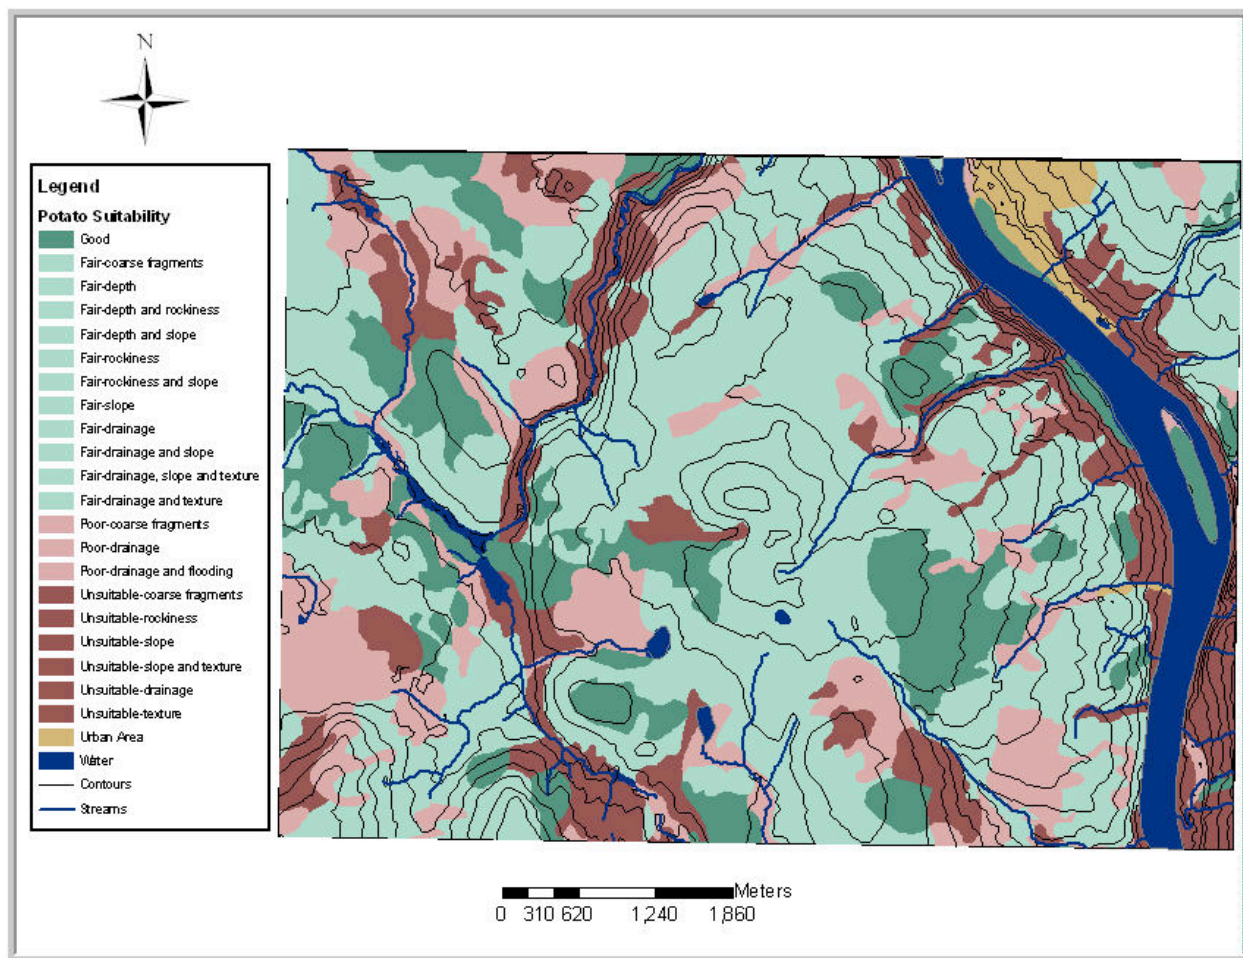 N
Legend
Potato Suitability
Good
Fair-coarse fragments
Fair-depth
Fair-depth and rockiness
Fair-depth and slope
Fair-rockiness
Fair-rockiness and slope
Fair-slope
Fair-drainage
Fair-drainage and slope
Fair-drainage, slope and texture
Fair-drainage and texture
Poor-coarse fragments
Poor-drainage
Poor-drainage and flooding
Unsuitable-coarse fragments
Unsuitable-rockiness
Unsuitable-slope
Unsuitable-slope and texture
Unsuitable-drainage
Unsuitable-texture
Urban Area
Water
Contours
Streams
Meters
0 310 620 1,240 1,860